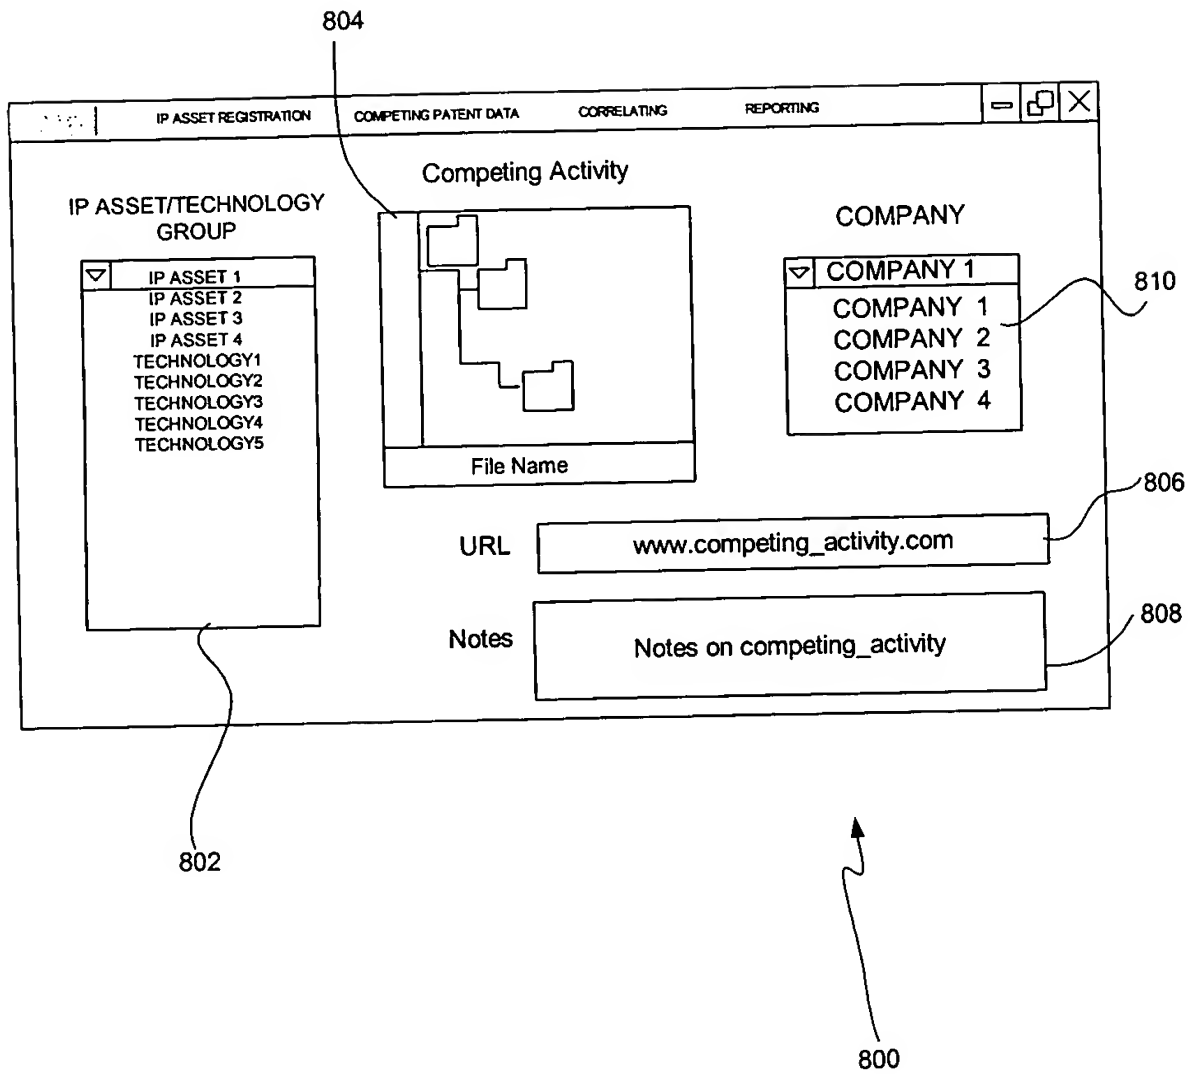 804
IP ASSET REGISTRATION COMPETING PATENT DATA CORRELATING REPORTING
Competing Activity
IP ASSET/TECHNOLOGY
GROUP
IP ASSET 1
IP ASSET 2
IP ASSET 3
IP ASSET 4
TECHNOLOGY1
TECHNOLOGY2
TECHNOLOGY3
TECHNOLOGY4
TECHNOLOGY5
File Name
COMPANY
COMPANY 1
COMPANY 1
COMPANY 2
COMPANY 3
COMPANY 4
810
806
URL www.competing_activity.com
808
Notes Notes on competing_activity
802
800